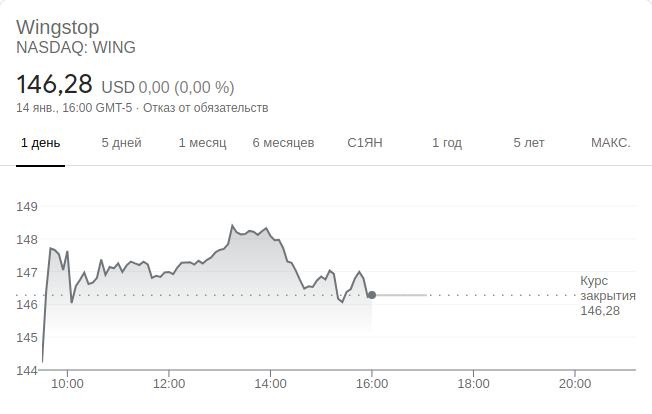 Wingstop
NASDAQ: WING
146,28 USD 0,00 (0,00 %)
14 янв., 16:00 GMT-5 · Отказ от обязательств
1 день 5 дней 1 месяц 6 месяцев С1ЯН 1 год 5 лет МАКС.
149
148
147
146
145
144
Курс
закрытия
146,28
10:00 12:00 14:00 16:00 18:00 20:00